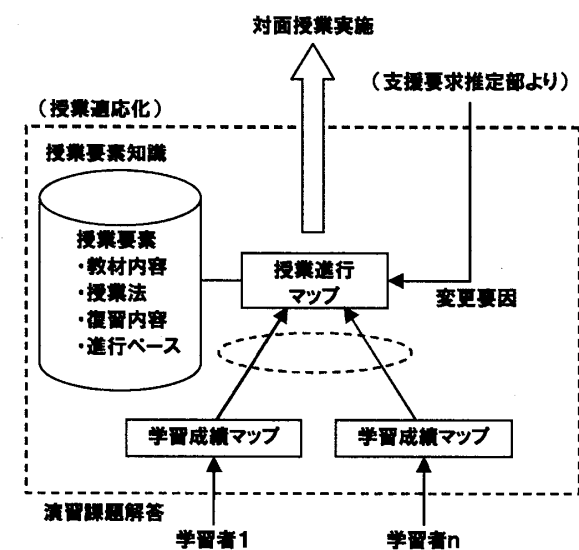 対面授業実施
（支援要求推定部より）
（授業適応化）
授業要素知識
授業要素
・教材内容
・授業法
・復習内容
・進行ペース
授業進行
マップ
変更要因
学習成績マップ
学習成績マップ
演習課題解答
学習者1
学習者n